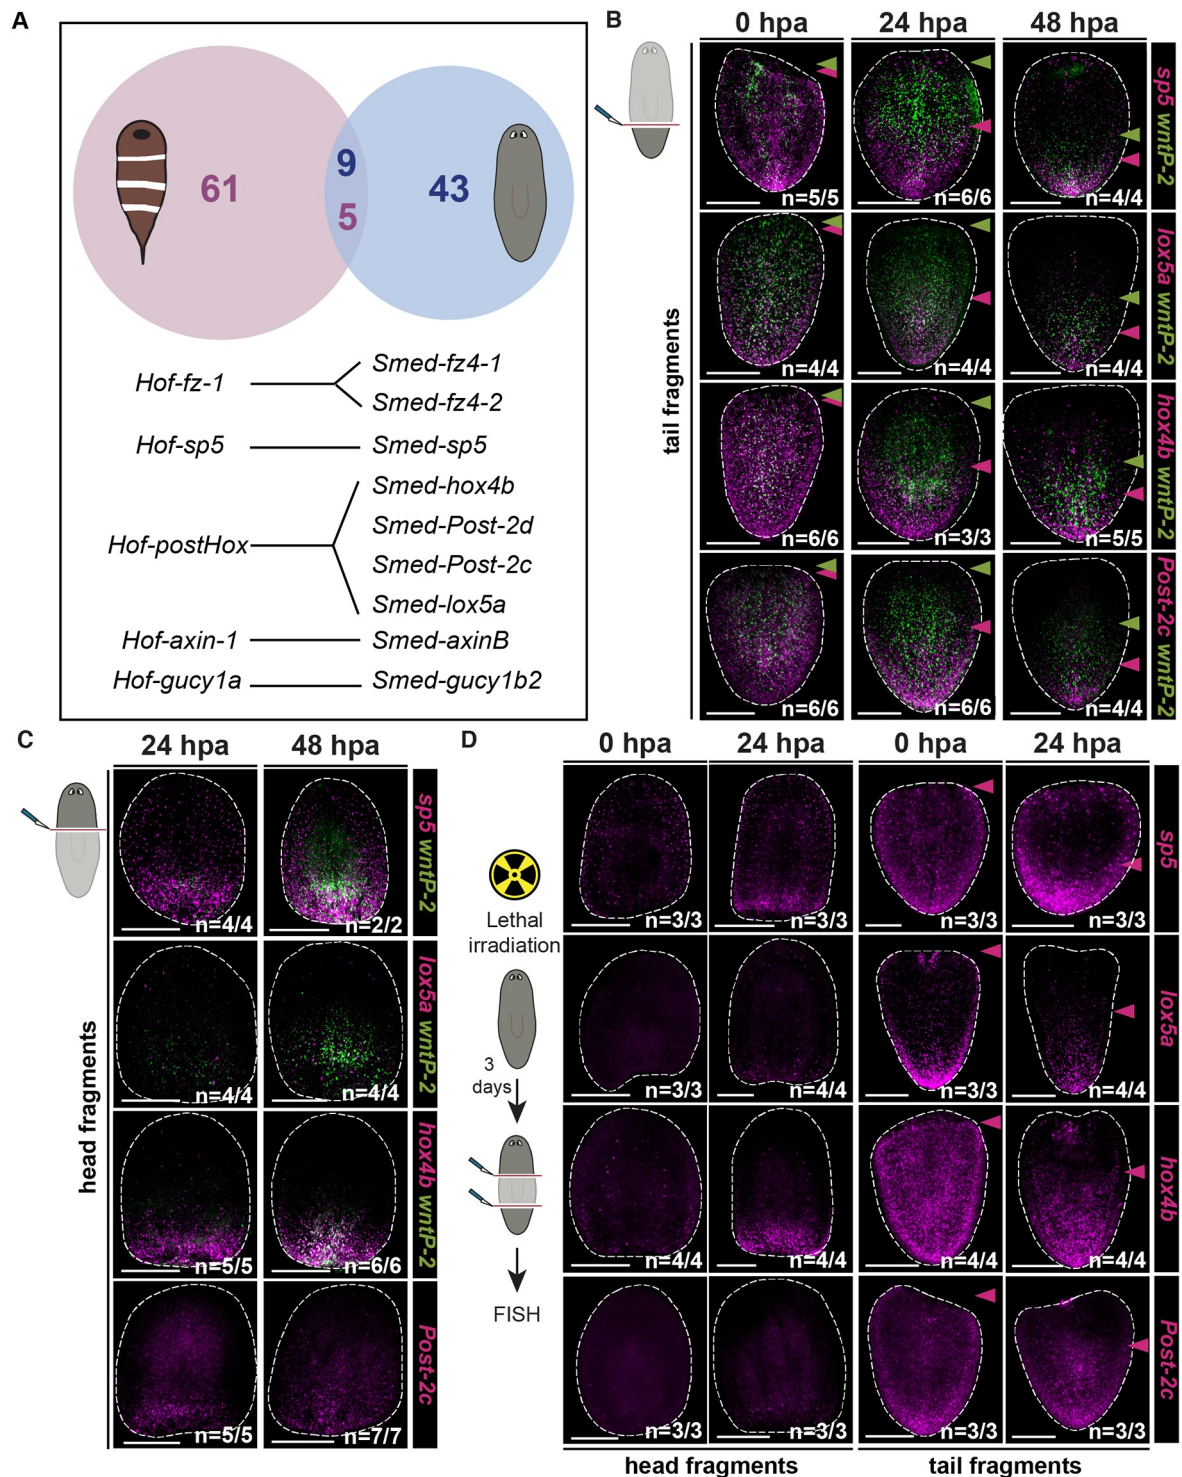 A
61
9
5
43
Hof-fz-1
Smed-fz4-1
Smed-fz4-2
Hof-sp5
Smed-sp5
Hof-postHox
Smed-hox4b
Smed-Post-2d
Smed-Post-2c
Smed-lox5a
Hof-axin-1
Smed-axinB
Hof-gucy1a
Smed-gucy1b2
B
0 hpa 24 hpa 48 hpa
tail fragments
n=5/5 n=6/6 n=4/4
sp5 wntP-2
n=4/4 n=4/4 n=4/4
lox5a wntP-2
n=6/6 n=3/3 n=5/5
hox4b wntP-2
n=6/6 n=6/6 n=4/4
Post-2c wntP-2
C
24 hpa 48 hpa
head fragments
n=4/4 n=2/2
sp5 wntP-2
n=4/4 n=4/4
lox5a wntP-2
n=5/5 n=6/6
hox4b wntP-2
n=5/5 n=7/7
Post-2c
D
0 hpa 24 hpa 0 hpa 24 hpa
Lethal
irradiation
3
days
FISH
n=3/3 n=3/3 n=3/3 n=3/3
sp5
n=3/3 n=4/4 n=3/3 n=4/4
lox5a
n=4/4 n=4/4 n=4/4 n=4/4
hox4b
n=3/3 n=3/3 n=3/3 n=3/3
Post-2c
head fragments tail fragments